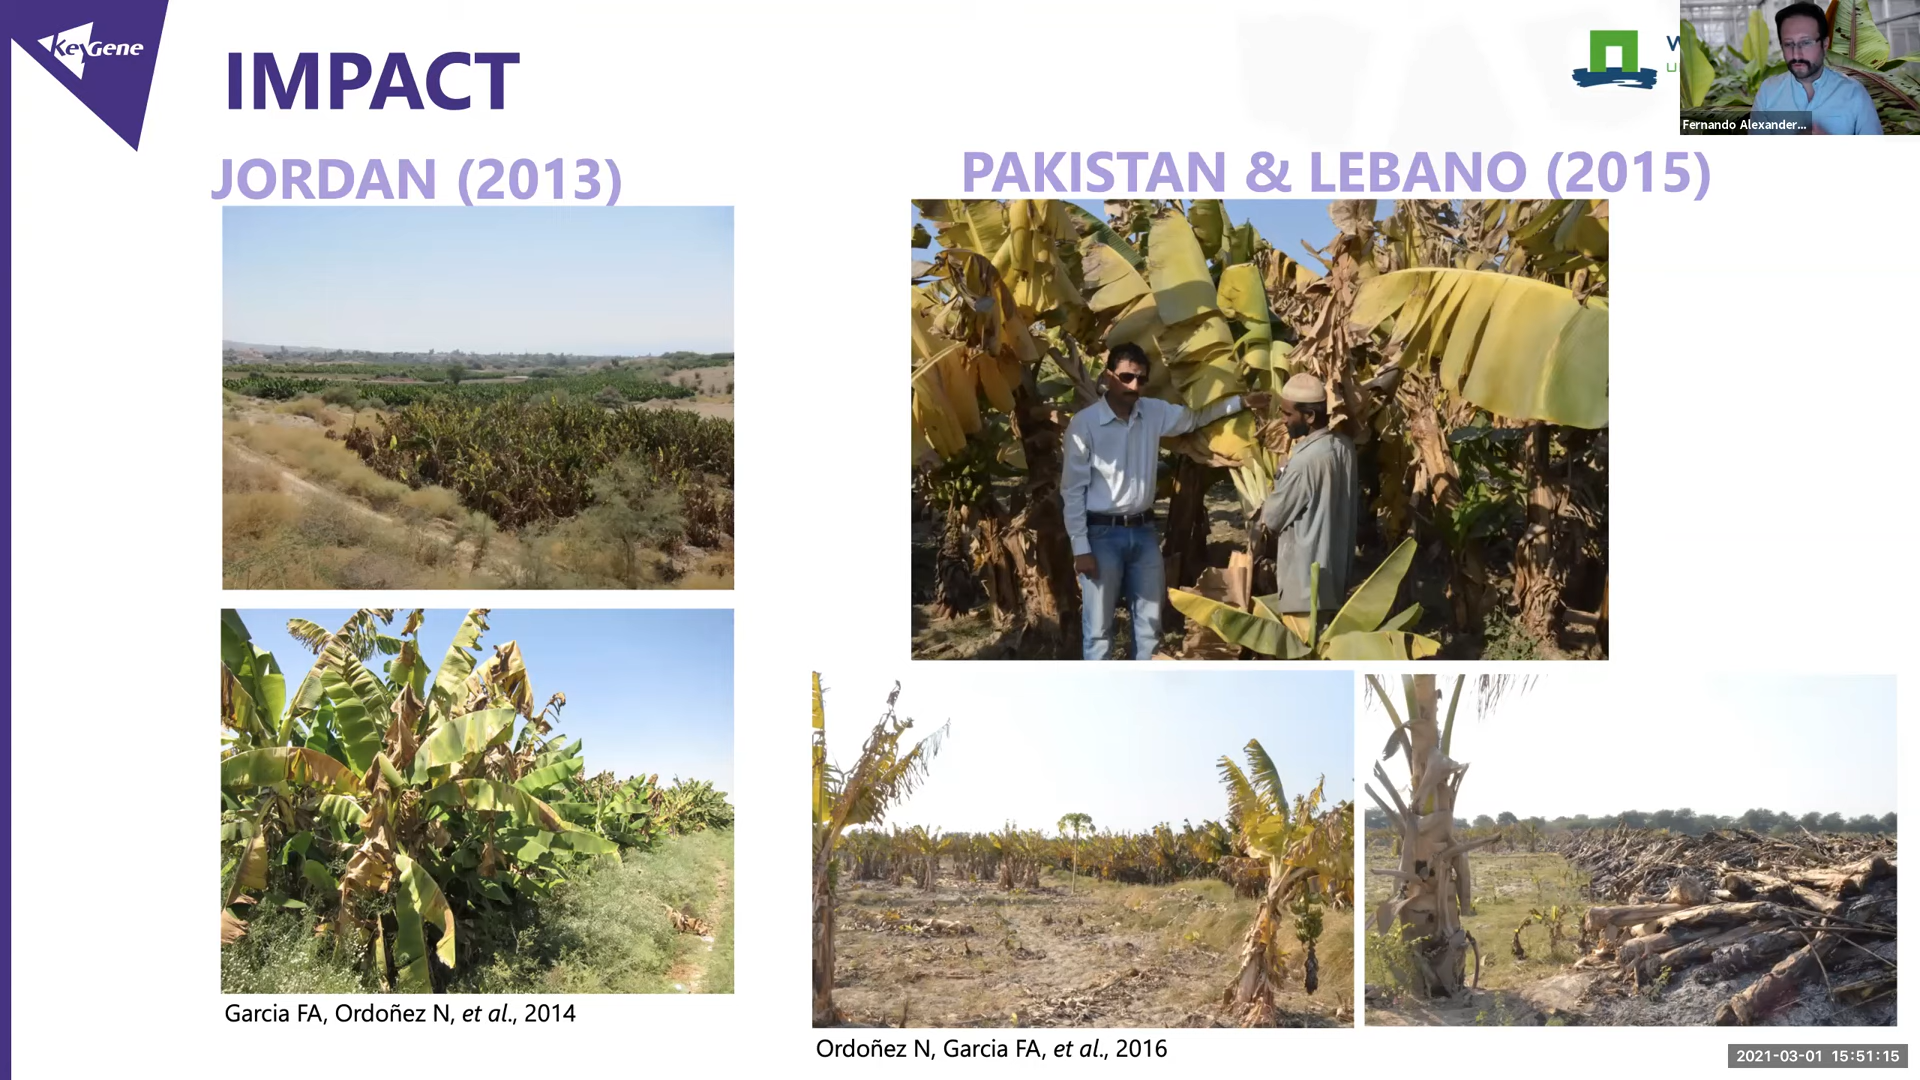 KeyGene
IMPACT
W
Fernando Alexander...
JORDAN (2013)
PAKISTAN & LEBANO (2015)
Garcia FA, Ordoñez N, et al., 2014
Ordoñez N, Garcia FA, et al., 2016
2021-03-01 15:51:15